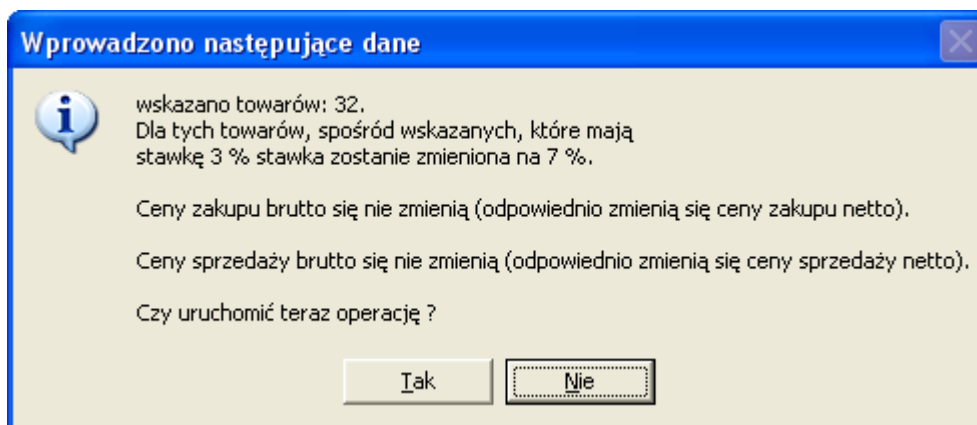 Wprowadzono następujące dane
wskazano towarów: 32.
Dla tych towarów, spośród wskazanych, które mają
stawkę 3 % stawka zostanie zmieniona na 7 %.
Ceny zakupu brutto się nie zmienią (odpowiednio zmienią się ceny zakupu netto).
Ceny sprzedaży brutto się nie zmienią (odpowiednio zmienią się ceny sprzedaży netto).
Czy uruchomić teraz operację ?
Tak
Nie